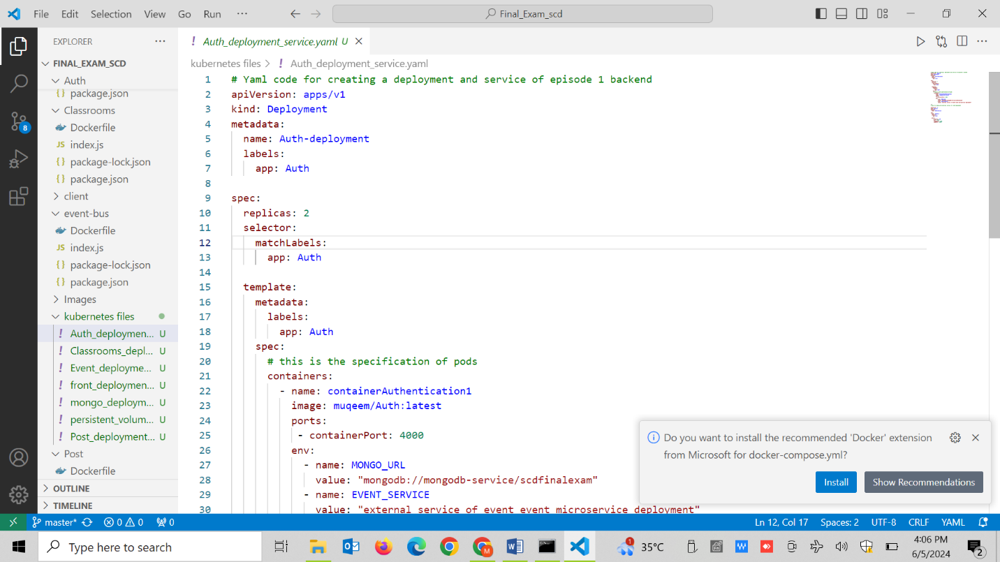 File Edit Selection View Go Run ··· Final_Exam_scd
EXPLORER ···
FINAL_EXAM_SCD
Auth
{} package.json
Classrooms
Dockerfile
JS index.js
{} package-lock.json
{} package.json
client
event-bus
Dockerfile
JS index.js
{} package-lock.json
{} package.json
Images
kubernetes files
! Auth_deploymen... U
! Classrooms_depl... U
! Event_deployme... U
! front_deploymen... U
! mongo_deploym... U
! persistent_volum... U
! Post_deployment... U
Post
Dockerfile
OUTLINE
TIMELINE
! Auth_deployment_service.yaml U
kubernetes files > ! Auth_deployment_service.yaml
1 # Yaml code for creating a deployment and service of episode 1 backend
2 apiVersion: apps/v1
3 kind: Deployment
4 metadata:
5 name: Auth-deployment
6 labels:
7 app: Auth
8
9 spec:
10 replicas: 2
11 selector:
12 matchLabels:
13 app: Auth
14
15 template:
16 metadata:
17 labels:
18 app: Auth
19 spec:
20 # this is the specification of pods
21 containers:
22 - name: containerAuthentication1
23 image: muqeem/Auth:latest
24 ports:
25 - containerPort: 4000
26 env:
27 - name: MONGO_URL
28 value: "mongodb://mongodb-service/scdfinalexam"
29 - name: EVENT_SERVICE
30 value: "external service of event event microservice deployment"
Do you want to install the recommended 'Docker' extension
from Microsoft for docker-compose.yml?
Install Show Recommendations
8
master* 0 0 0 Ln 12, Col 17 Spaces: 2 UTF-8 CRLF YAML
Type here to search 1 35°C 4:06 PM
6/5/2024 2